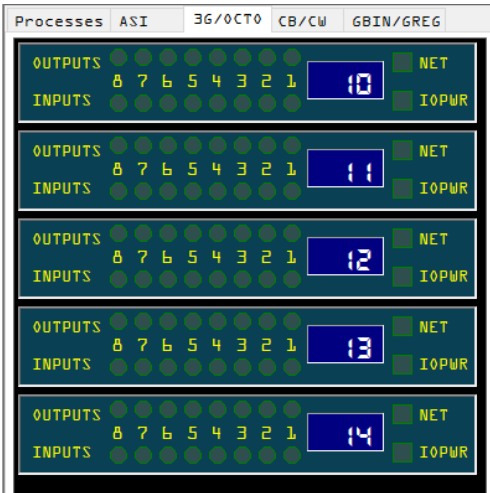 Processes ASI 3G/OCTO CB/CW GBIN/GREG
OUTPUTS NET
8 7 6 5 4 3 2 1 10
INPUTS IOPWR
OUTPUTS NET
8 7 6 5 4 3 2 1 11
INPUTS IOPWR
OUTPUTS NET
8 7 6 5 4 3 2 1 12
INPUTS IOPWR
OUTPUTS NET
8 7 6 5 4 3 2 1 13
INPUTS IOPWR
OUTPUTS NET
8 7 6 5 4 3 2 1 14
INPUTS IOPWR